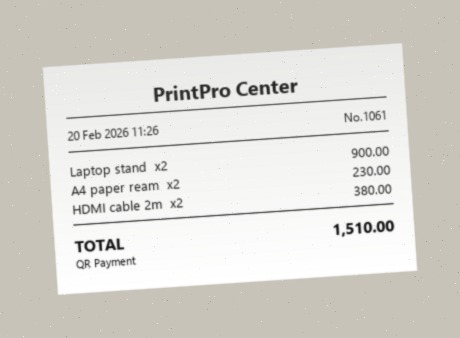 PrintPro Center
20 Feb 2026 11:26 No.1061
Laptop stand x2 900.00
A4 paper ream x2 230.00
HDMI cable 2m x2 380.00
TOTAL 1,510.00
QR Payment